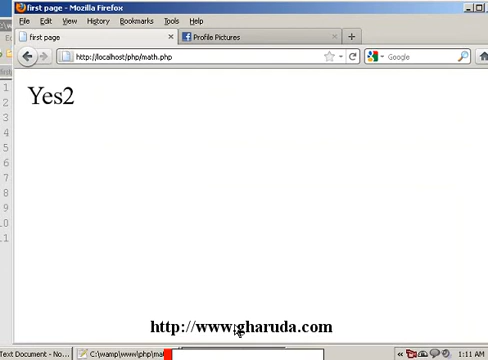 first page - Mozilla Firefox
File Edit View History Bookmarks Tools Help
first page Profile Pictures
http://localhost/php/math.php Google
Yes2
1
2
3
4
5
6
7
8
9
10
11
http://www.gharuda.com
Text Document - No... C:\wamp\www\php\ma 1:11 AM